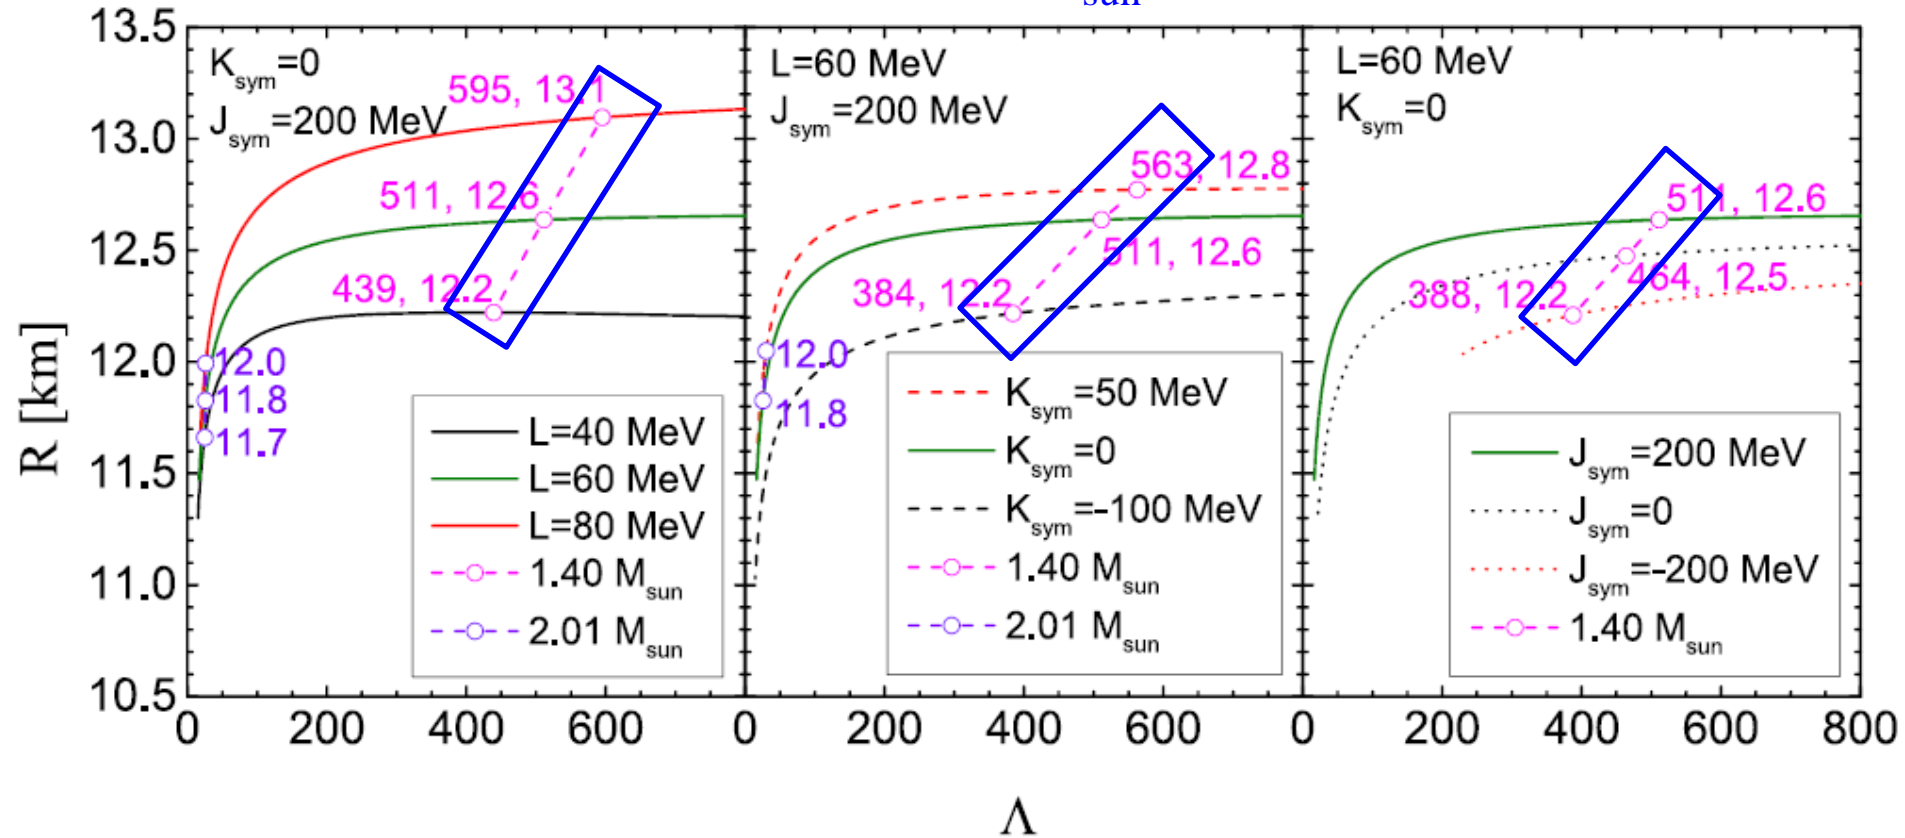 sun
R [km]
13.5
13.0
12.5
12.0
11.5
11.0
10.5
K_sym=0
J_sym=200 MeV
595, 13.1
511, 12.6
439, 12.2
12.0
11.8
11.7
L=40 MeV
L=60 MeV
L=80 MeV
1.40 M_sun
2.01 M_sun
0 200 400 600
L=60 MeV
J_sym=200 MeV
563, 12.8
511, 12.6
384, 12.2
12.0
11.8
K_sym=50 MeV
K_sym=0
K_sym=-100 MeV
1.40 M_sun
2.01 M_sun
0 200 400 600
L=60 MeV
K_sym=0
511, 12.6
464, 12.5
388, 12.2
J_sym=200 MeV
J_sym=0
J_sym=-200 MeV
1.40 M_sun
0 200 400 600 800
Λ